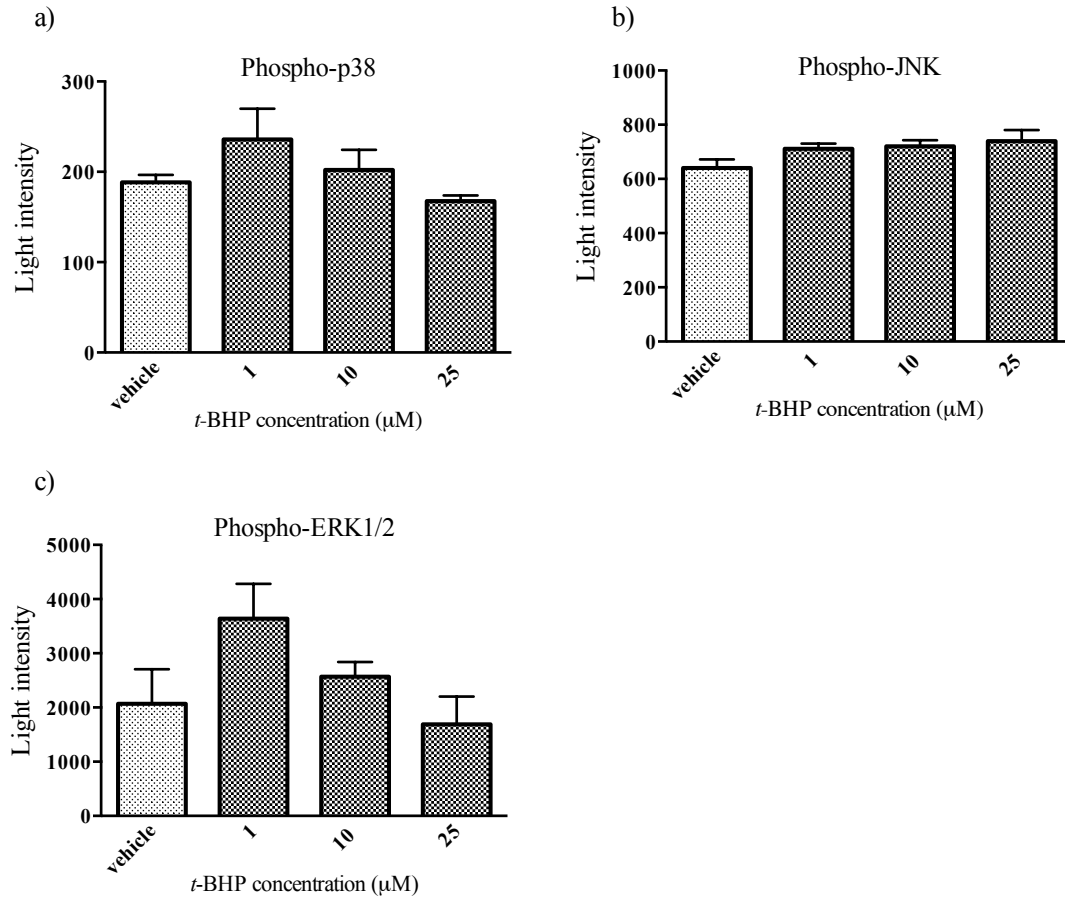 a)
Phospho-p38
300
200
100
0
Light intensity
vehicle
1
10
25
t-BHP concentration (μM)
b)
Phospho-JNK
1000
800
600
400
200
0
Light intensity
vehicle
1
10
25
t-BHP concentration (μM)
c)
Phospho-ERK1/2
5000
4000
3000
2000
1000
0
Light intensity
vehicle
1
10
25
t-BHP concentration (μM)